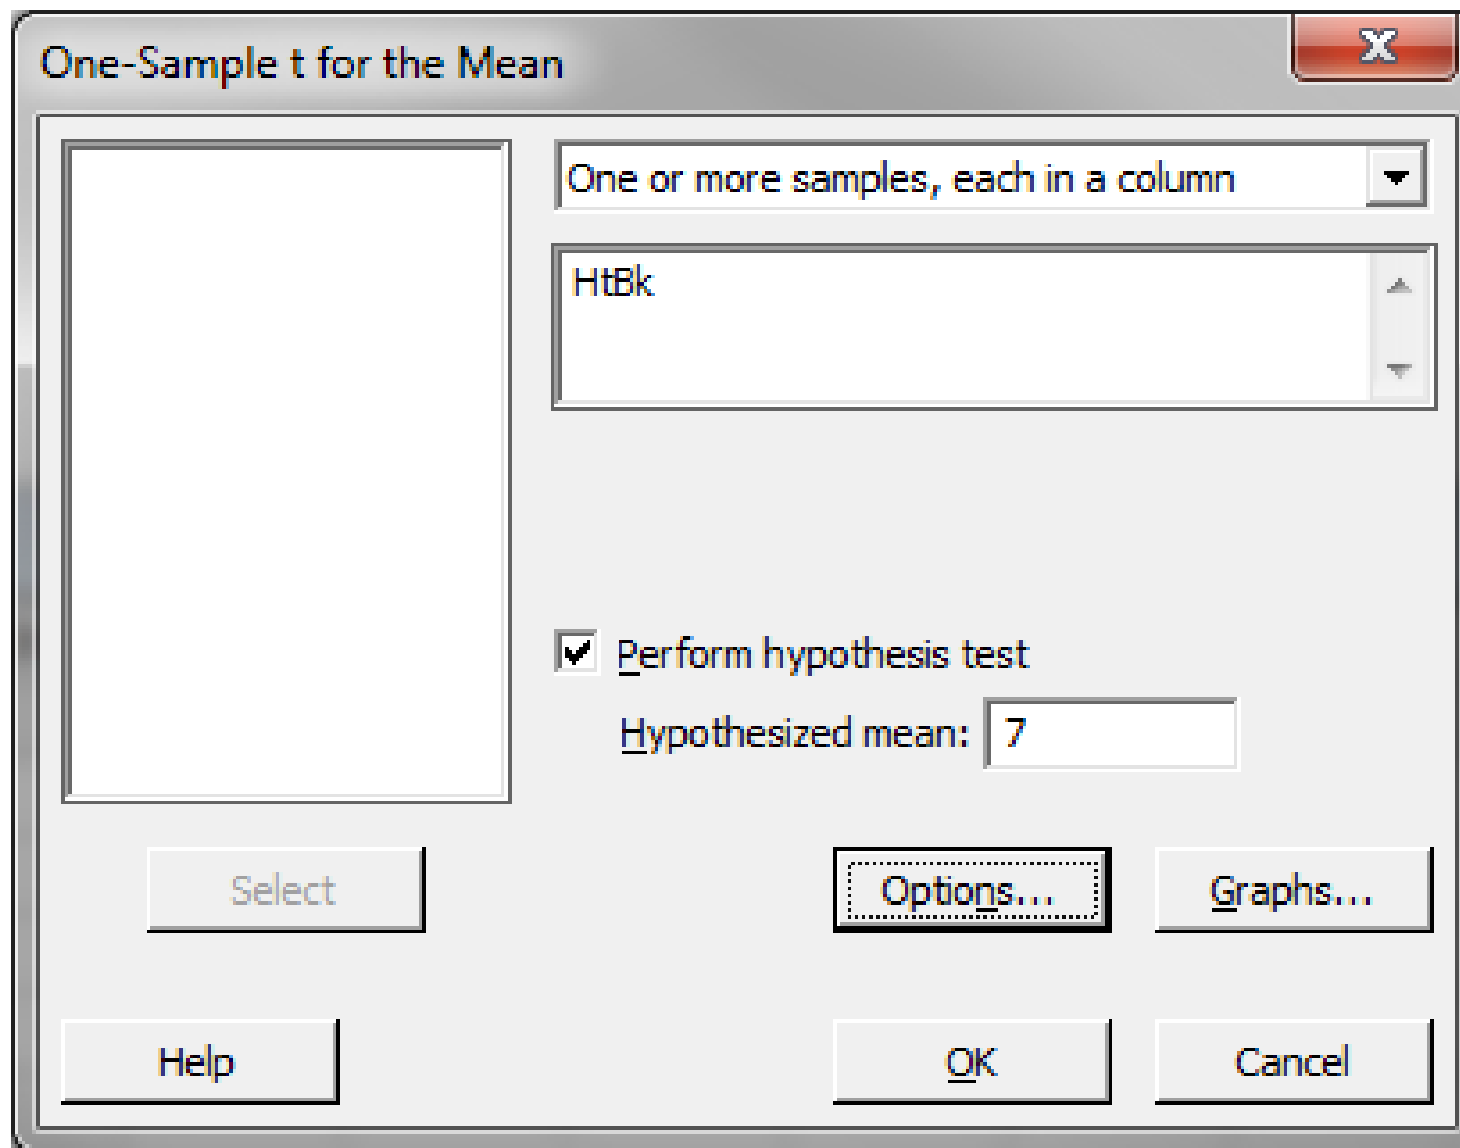 One-Sample t for the Mean
One or more samples, each in a column
HtBk
Perform hypothesis test
Hypothesized mean: 7
Select
Options...
Graphs...
Help
OK
Cancel